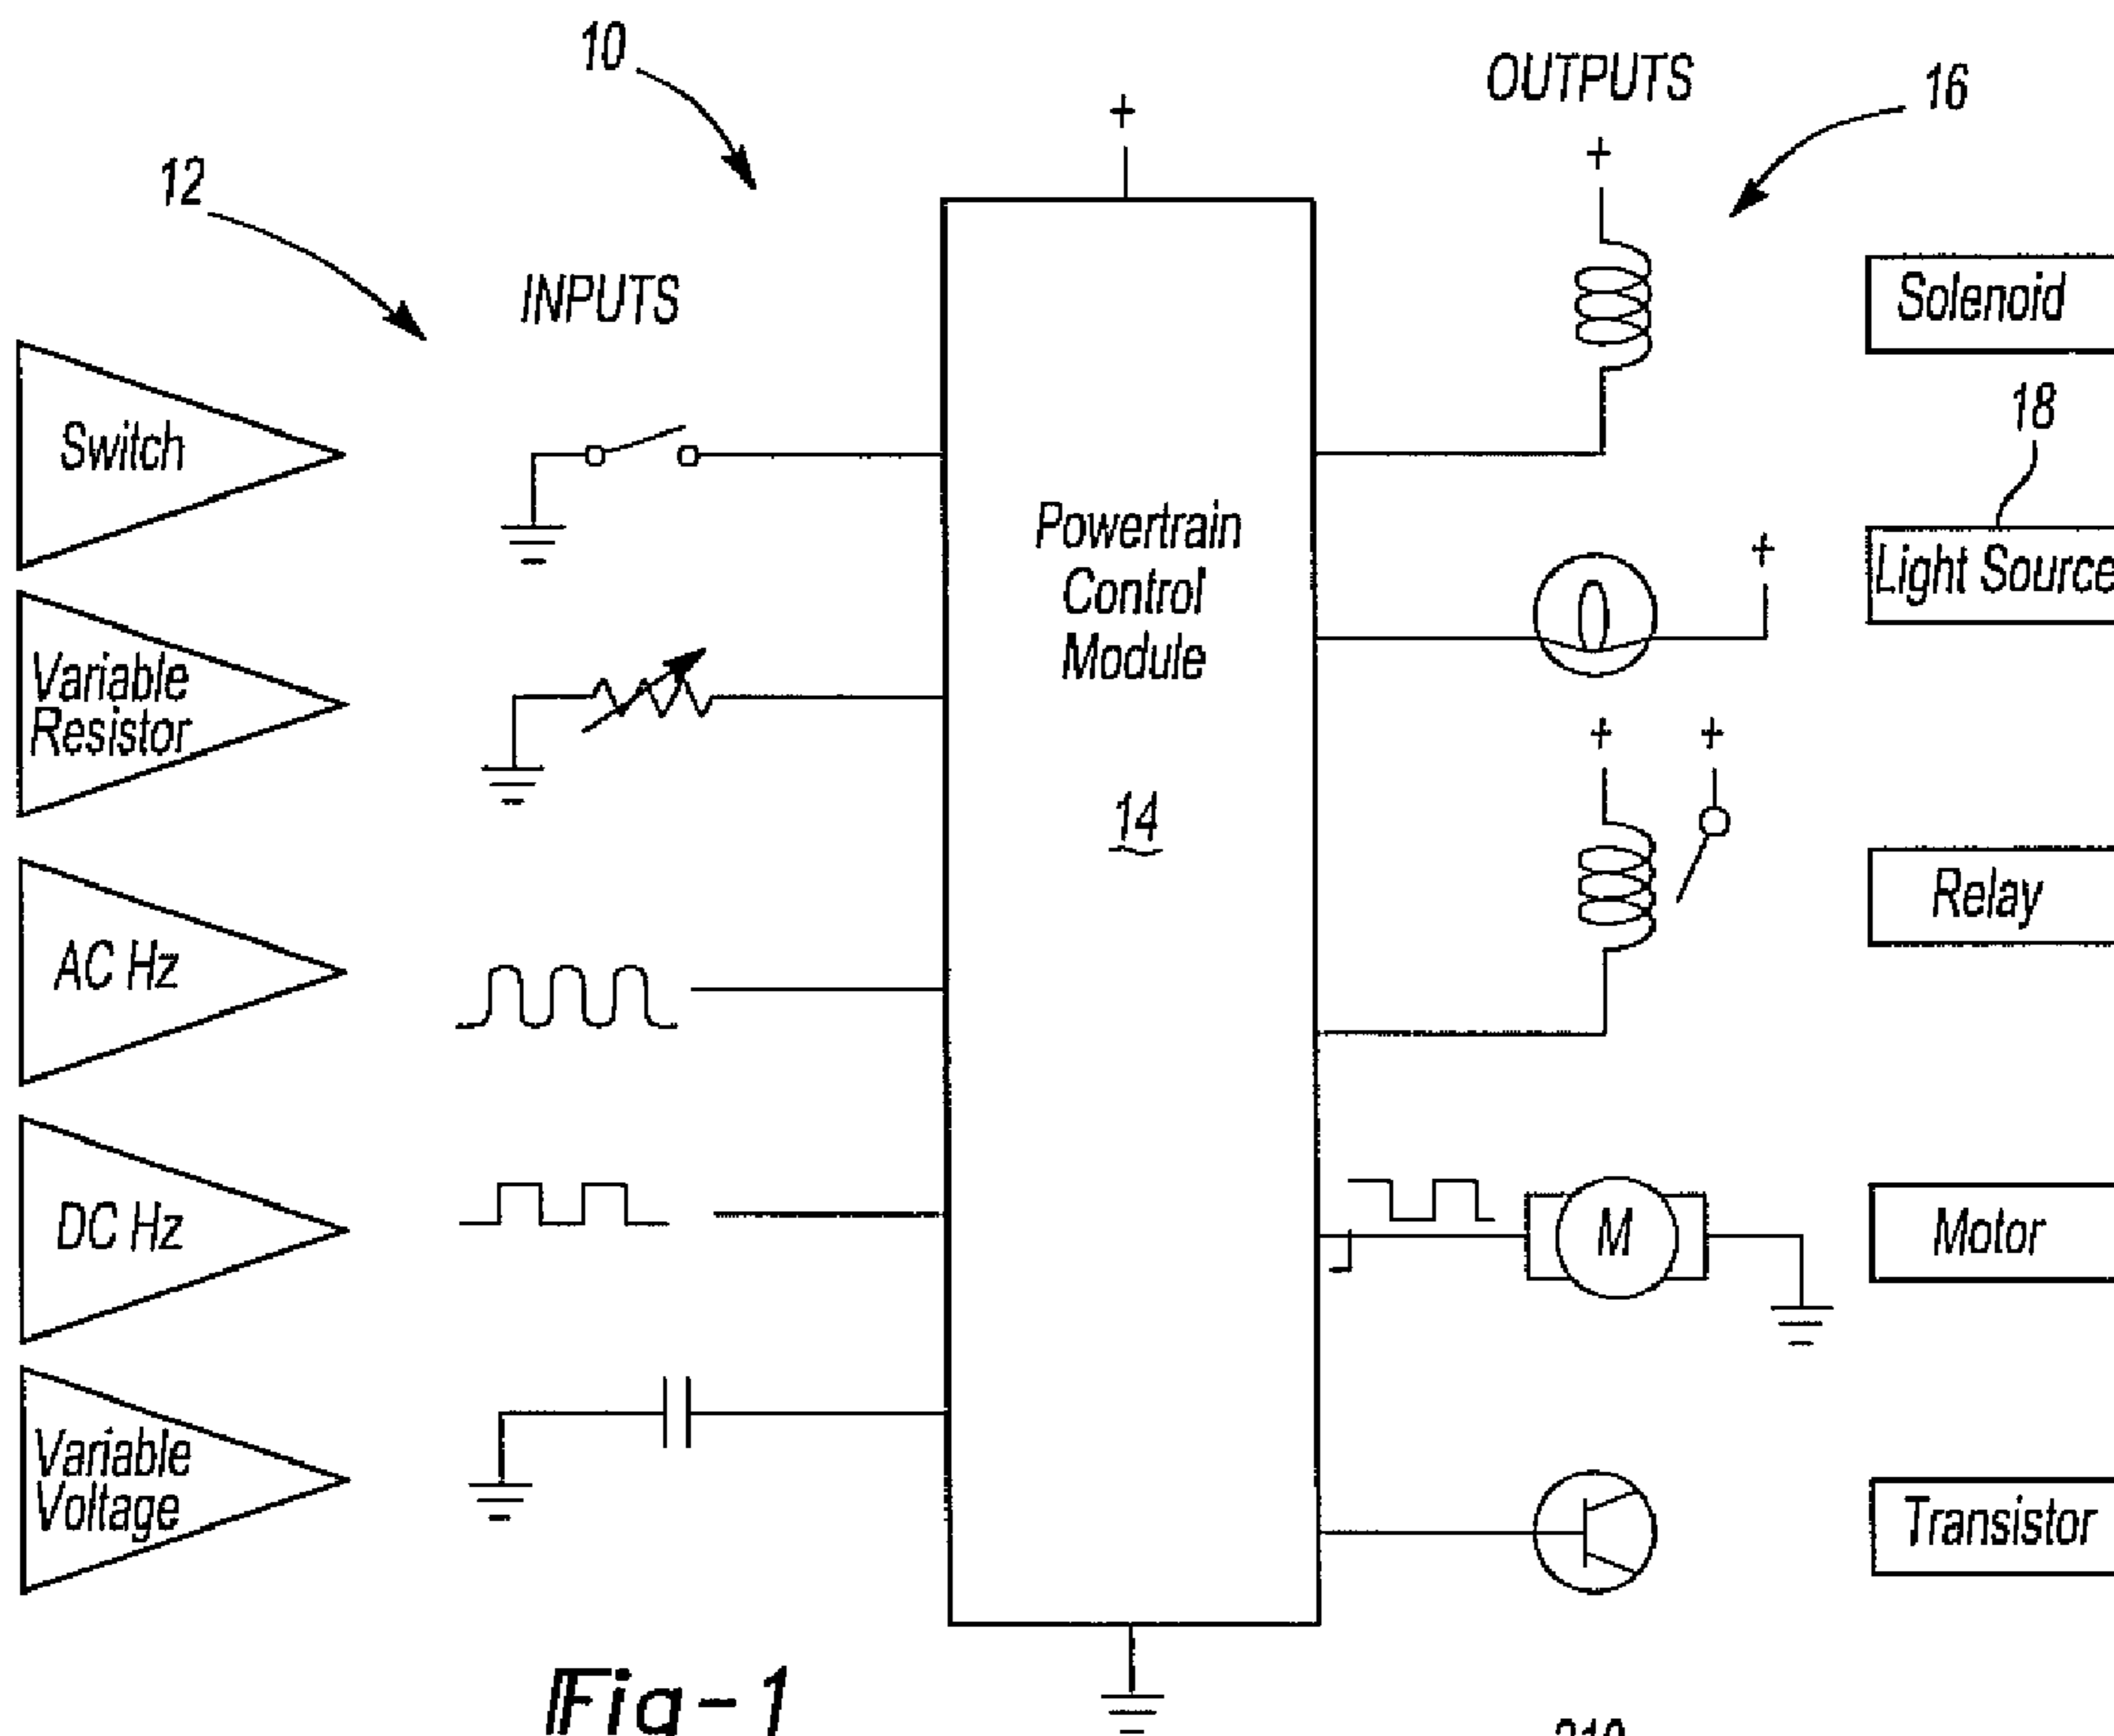 10
OUTPUTS
16
12
INPUTS
+
+
Solenoid
Switch
18
Powertrain
Control
Module
+
Light Source
Variable
Resistor
+
+
14
Relay
AC Hz
DC Hz
M
Motor
Variable
Voltage
Transistor
Fig-1